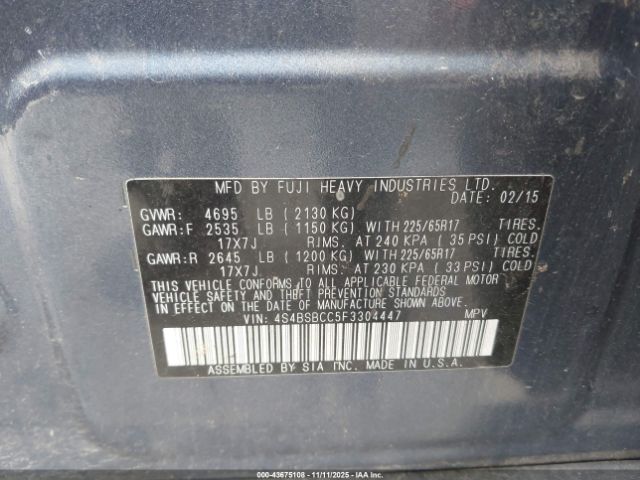 MFD BY FUJI HEAVY INDUSTRIES LTD.
DATE: 02/15
GVWR: 4695 LB ( 2130 KG)
GAWR:F 2535 LB ( 1150 KG) WITH 225/65R17 TIRES.
17X7J RIMS. AT 240 KPA ( 35 PSI) COLD
GAWR:R 2645 LB ( 1200 KG) WITH 225/65R17 TIRES.
17X7J RIMS. AT 230 KPA ( 33 PSI) COLD
THIS VEHICLE CONFORMS TO ALL APPLICABLE FEDERAL MOTOR
VEHICLE SAFETY AND THEFT PREVENTION STANDARDS
IN EFFECT ON THE DATE OF MANUFACTURE SHOWN ABOVE.
VIN: 4S4BSBCC5F3304447 MPV
ASSEMBLED BY SIA INC. MADE IN U.S.A.
000-43675108 - 11/11/2025 - IAAI.COM